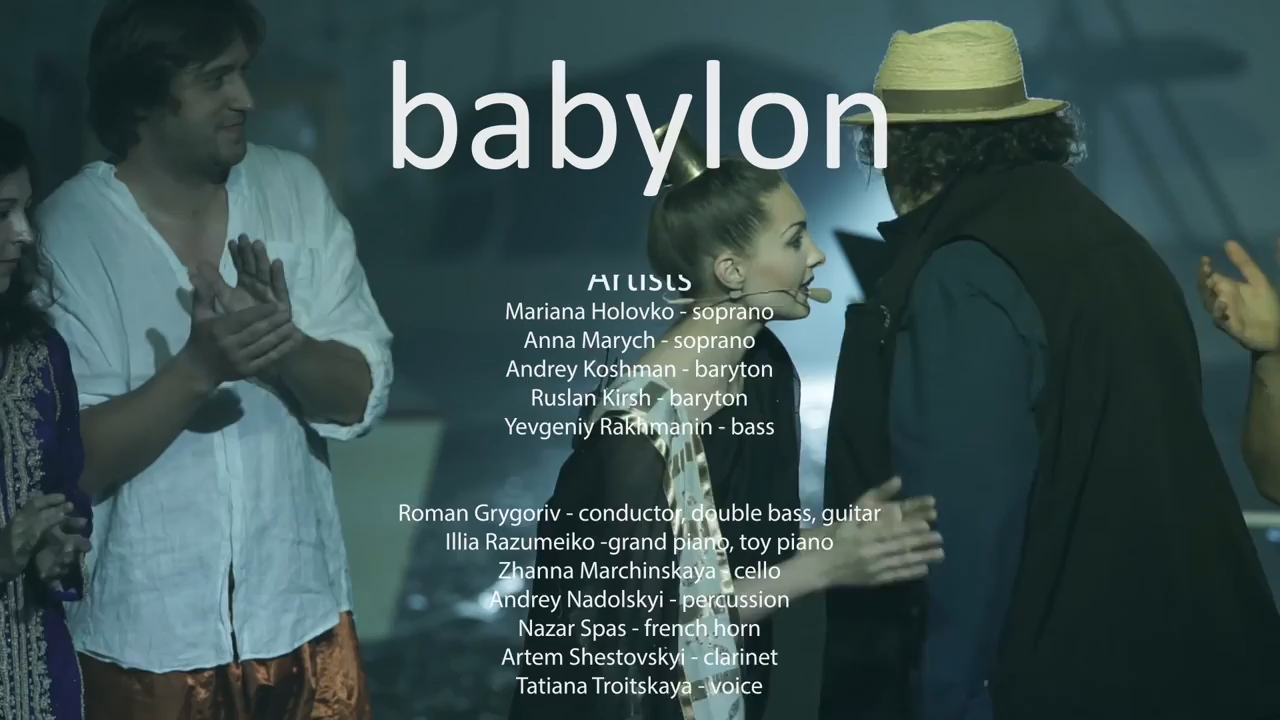 babylon
Artists
Mariana Holovko - soprano
Anna Marych - soprano
Andrey Koshman - baryton
Ruslan Kirsh - baryton
Yevgeniy Rakhmanin - bass
Roman Grygoriv - conductor, double bass, guitar
Illia Razumeiko -grand piano, toy piano
Zhanna Marchinskaya - cello
Andrey Nadolskyi - percussion
Nazar Spas - french horn
Artem Shestovskyi - clarinet
Tatiana Troitskaya - voice